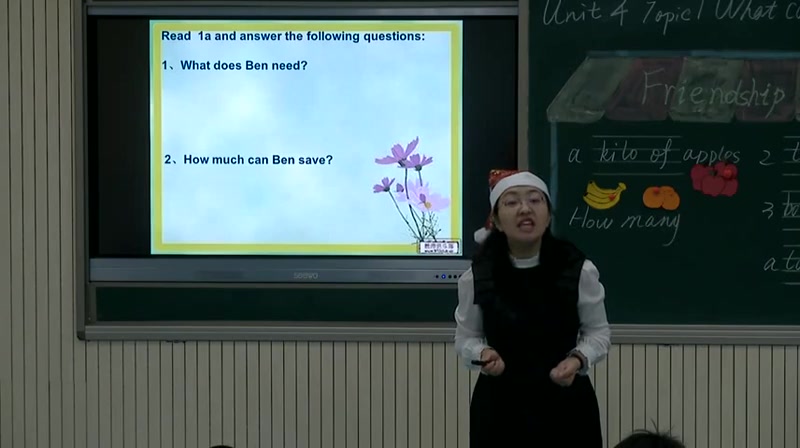 Read 1a and answer the following questions:
1、What does Ben need?
2、How much can Ben save?
seewo
Unit 4 Topic 1 What c
Friendship
a kilo of apples 2
How many
3
a